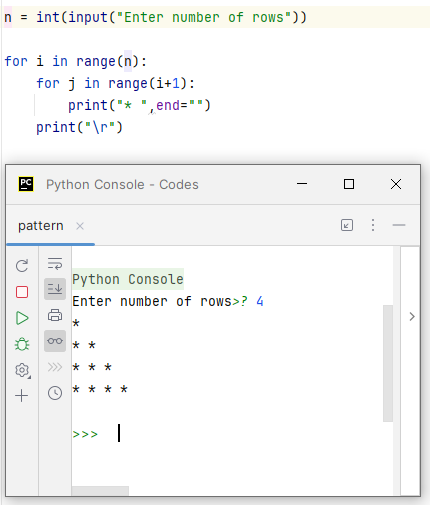 n = int(input("Enter number of rows"))
for i in range(n):
    for j in range(i+1):
        print("* ",end="")
    print("\r")
PC Python Console - Codes
pattern ×
Python Console
Enter number of rows>? 4
*
* *
* * *
* * * *
>>>